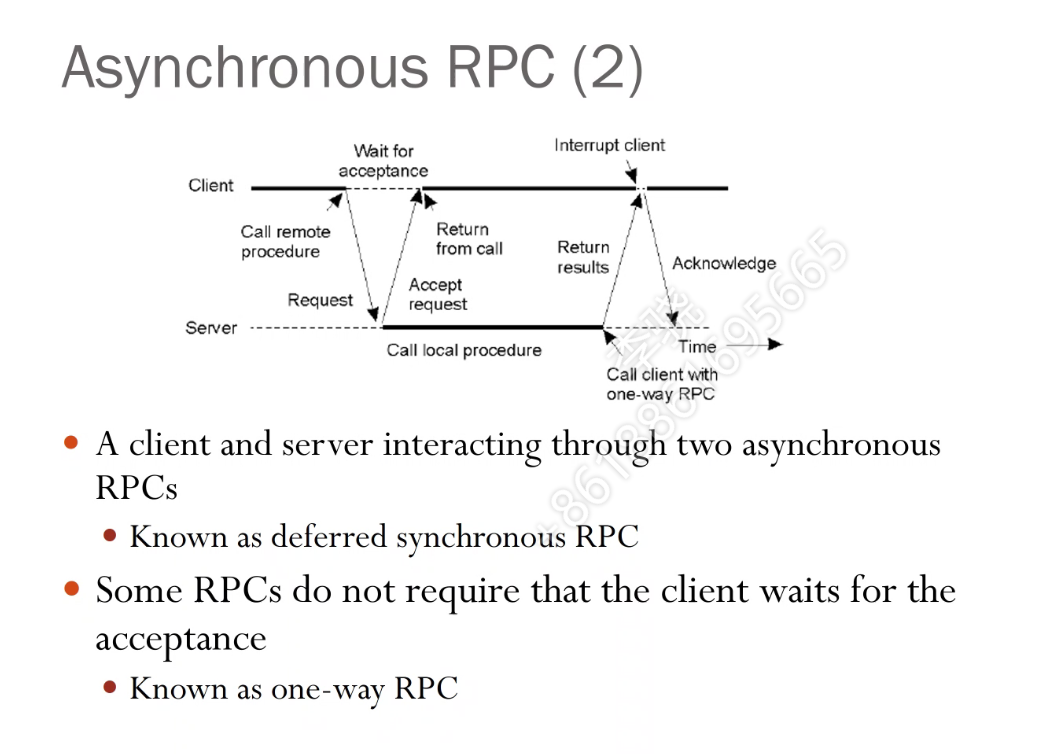 Asynchronous RPC (2)
Wait for
acceptance
Interrupt client
Client
Call remote
procedure
Return
from call
Return
results
Acknowledge
Request
Accept
request
Server
Call local procedure
Time
Call client with
one-way RPC
A client and server interacting through two asynchronous
RPCs
Known as deferred synchronous RPC
Some RPCs do not require that the client waits for the
acceptance
Known as one-way RPC